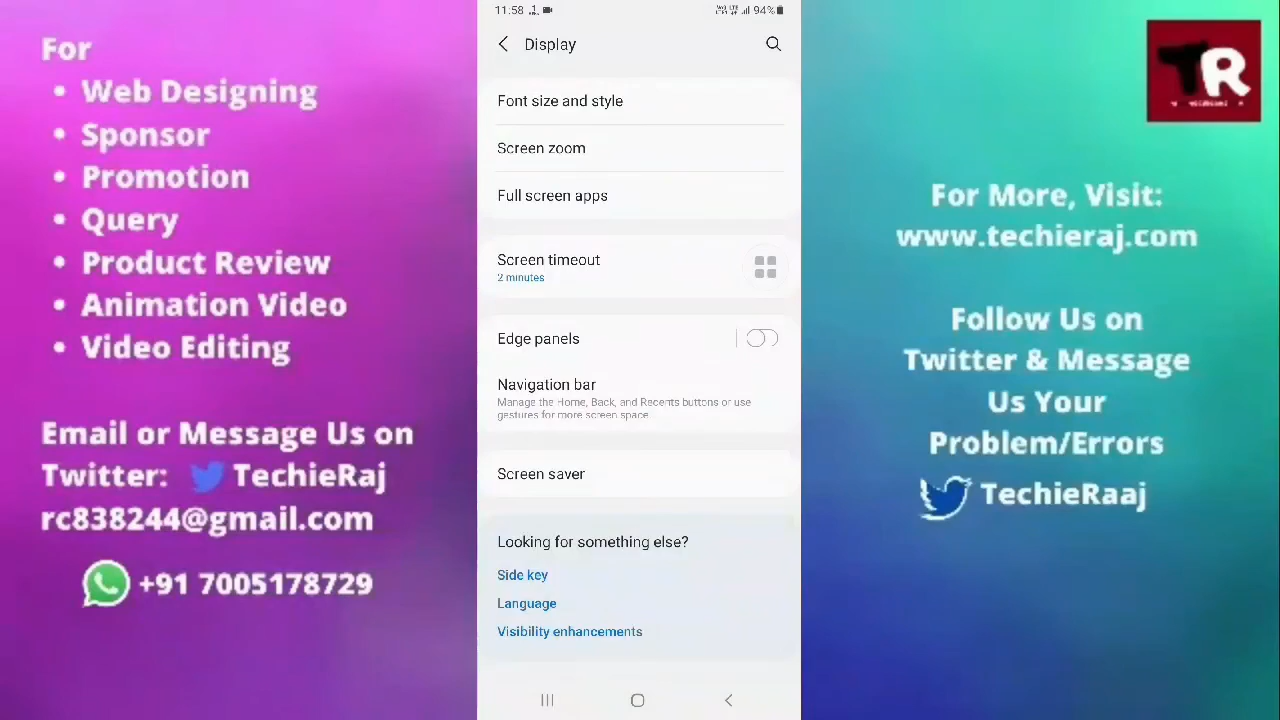 For
• Web Designing
• Sponsor
• Promotion
• Query
• Product Review
• Animation Video
• Video Editing
Email or Message Us on
Twitter: TechieRaj
rc838244@gmail.com
+91 7005178729
11:58
94%
Display
Font size and style
Screen zoom
Full screen apps
Screen timeout
2 minutes
Edge panels
Navigation bar
Manage the Home, Back, and Recents buttons or use
gestures for more screen space.
Screen saver
Looking for something else?
Side key
Language
Visibility enhancements
TR
For More, Visit:
www.techieraj.com
Follow Us on
Twitter & Message
Us Your
Problem/Errors
TechieRaaj